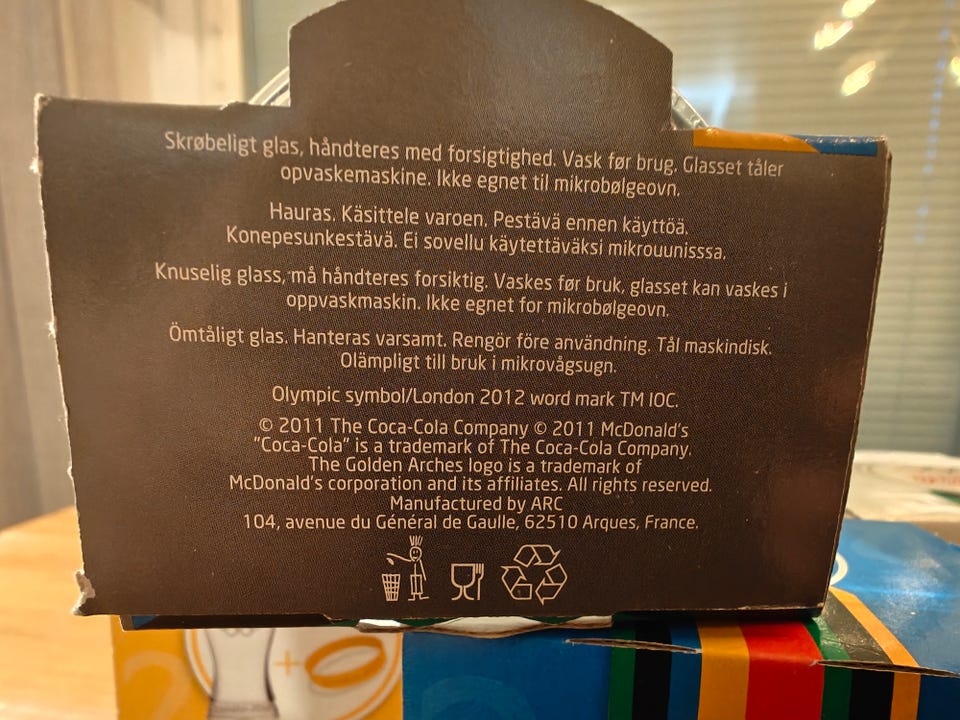 Skrøbeligt glas, håndteres med forsigtighed. Vask før brug. Glasset tåler
opvaskemaskine. Ikke egnet til mikrobølgeovn.
Hauras. Käsittele varoen. Pestävä ennen käyttöä.
Konepesunkestävä. Ei sovellu käytettäväksi mikrouunisssa.
Knuselig glass, må håndteres forsiktig. Vaskes før bruk, glasset kan vaskes i
oppvaskmaskin. Ikke egnet for mikrobølgeovn.
Ömtåligt glas. Hanteras varsamt. Rengör före användning. Tål maskindisk.
Olämpligt till bruk i mikrovågsugn.
Olympic symbol/London 2012 word mark TM IOC.
© 2011 The Coca-Cola Company © 2011 McDonald's
"Coca-Cola" is a trademark of The Coca-Cola Company.
The Golden Arches logo is a trademark of
McDonald's corporation and its affiliates. All rights reserved.
Manufactured by ARC
104, avenue du Général de Gaulle, 62510 Arques, France.
+